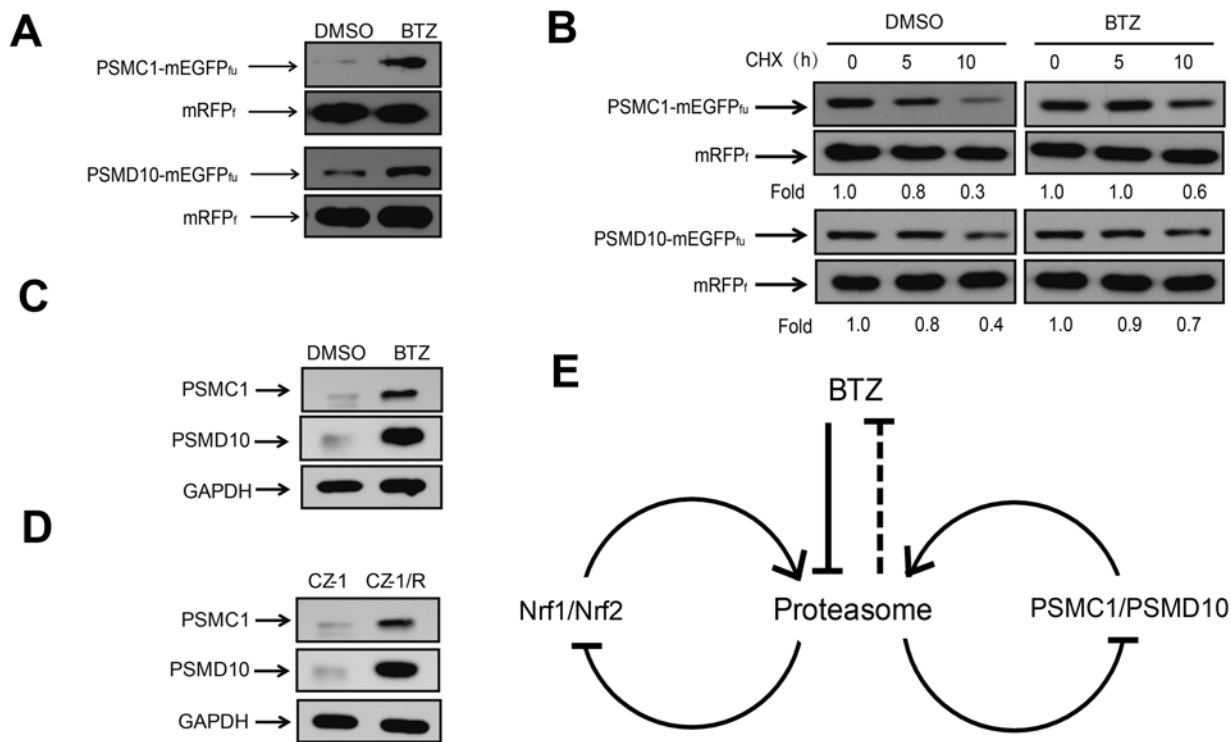 A
DMSO BTZ
PSMC1-mEGFPfu
mRFPf
PSMD10-mEGFPfu
mRFPf
B
DMSO BTZ
CHX (h) 0 5 10 0 5 10
PSMC1-mEGFPfu
mRFPf
Fold 1.0 0.8 0.3 1.0 1.0 0.6
PSMD10-mEGFPfu
mRFPf
Fold 1.0 0.8 0.4 1.0 0.9 0.7
C
DMSO BTZ
PSMC1
PSMD10
GAPDH
D
CZ-1 CZ-1/R
PSMC1
PSMD10
GAPDH
E
BTZ
Nrf1/Nrf2 Proteasome PSMC1/PSMD10